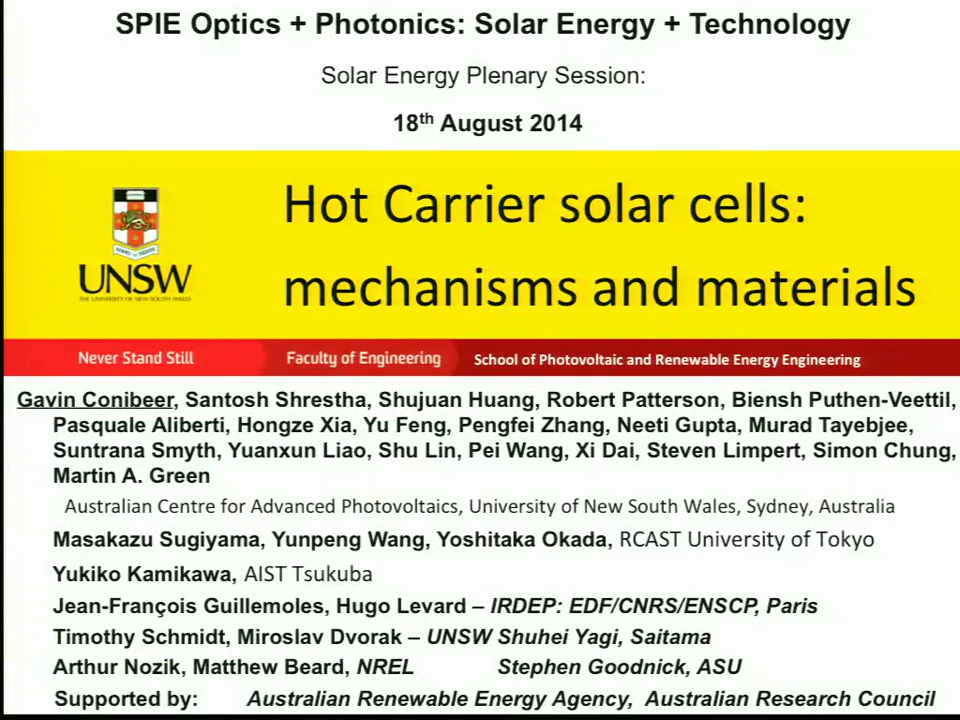 SPIE Optics + Photonics: Solar Energy + Technology
Solar Energy Plenary Session:
18th August 2014
Hot Carrier solar cells:
mechanisms and materials
UNSW
THE UNIVERSITY OF NEW SOUTH WALES
Never Stand Still
Faculty of Engineering
School of Photovoltaic and Renewable Energy Engineering
Gavin Conibeer, Santosh Shrestha, Shujuan Huang, Robert Patterson, Biensh Puthen-Veettil,
Pasquale Aliberti, Hongze Xia, Yu Feng, Pengfei Zhang, Neeti Gupta, Murad Tayebjee,
Suntrana Smyth, Yuanxun Liao, Shu Lin, Pei Wang, Xi Dai, Steven Limpert, Simon Chung,
Martin A. Green
Australian Centre for Advanced Photovoltaics, University of New South Wales, Sydney, Australia
Masakazu Sugiyama, Yunpeng Wang, Yoshitaka Okada, RCAST University of Tokyo
Yukiko Kamikawa, AIST Tsukuba
Jean-François Guillemoles, Hugo Levard – IRDEP: EDF/CNRS/ENSCP, Paris
Timothy Schmidt, Miroslav Dvorak – UNSW Shuhei Yagi, Saitama
Arthur Nozik, Matthew Beard, NREL Stephen Goodnick, ASU
Supported by: Australian Renewable Energy Agency, Australian Research Council